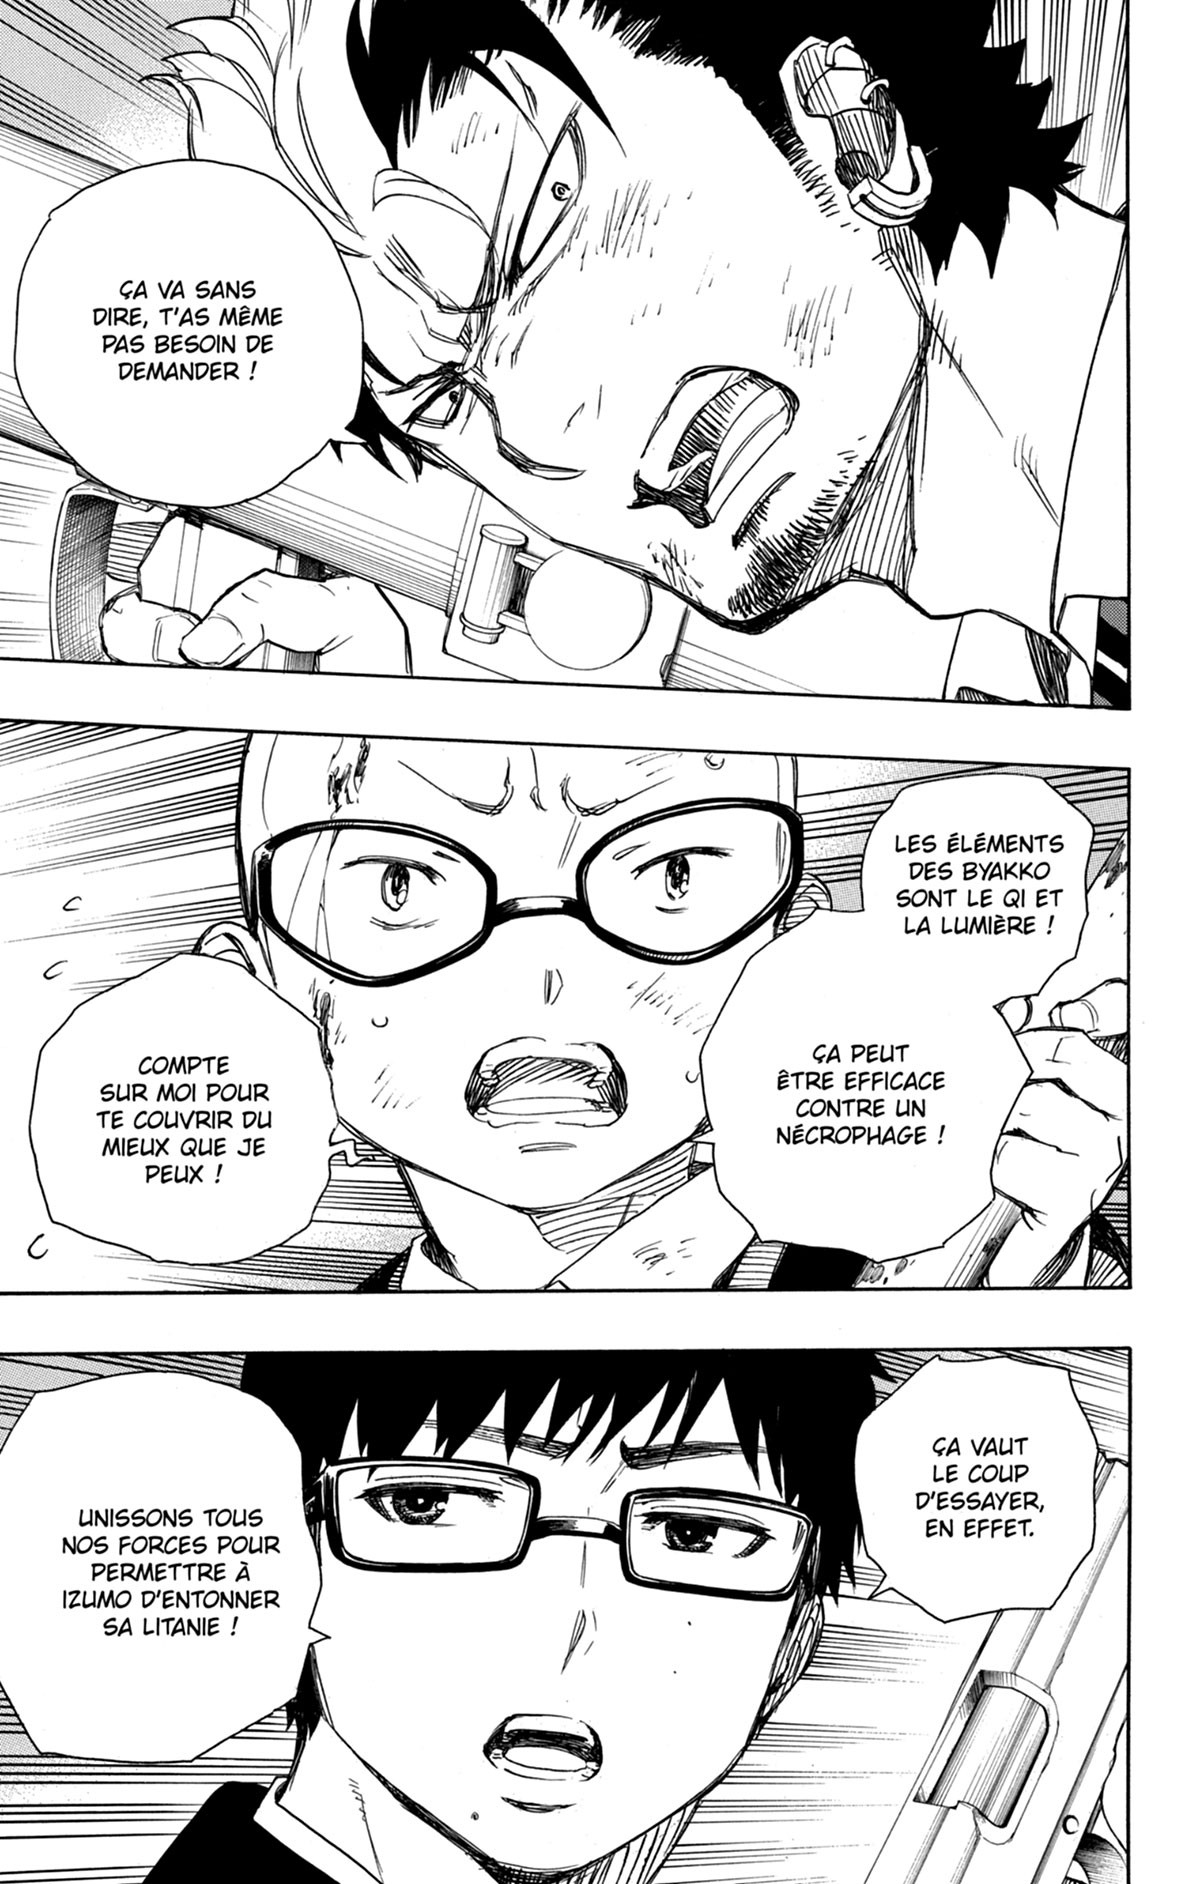 ÇA VA SANS
DIRE, T'AS MÊME
PAS BESOIN DE
DEMANDER !
LES ÉLÉMENTS
DES BYAKKO
SONT LE QI ET
LA LUMIÈRE !
ÇA PEUT
ÊTRE EFFICACE
CONTRE UN
NÉCROPHAGE !
COMPTE
SUR MOI POUR
TE COUVRIR DU
MIEUX QUE JE
PEUX !
ÇA VAUT
LE COUP
D'ESSAYER,
EN EFFET.
UNISSONS TOUS
NOS FORCES POUR
PERMETTRE À
IZUMO D'ENTONNER
SA LITANIE !